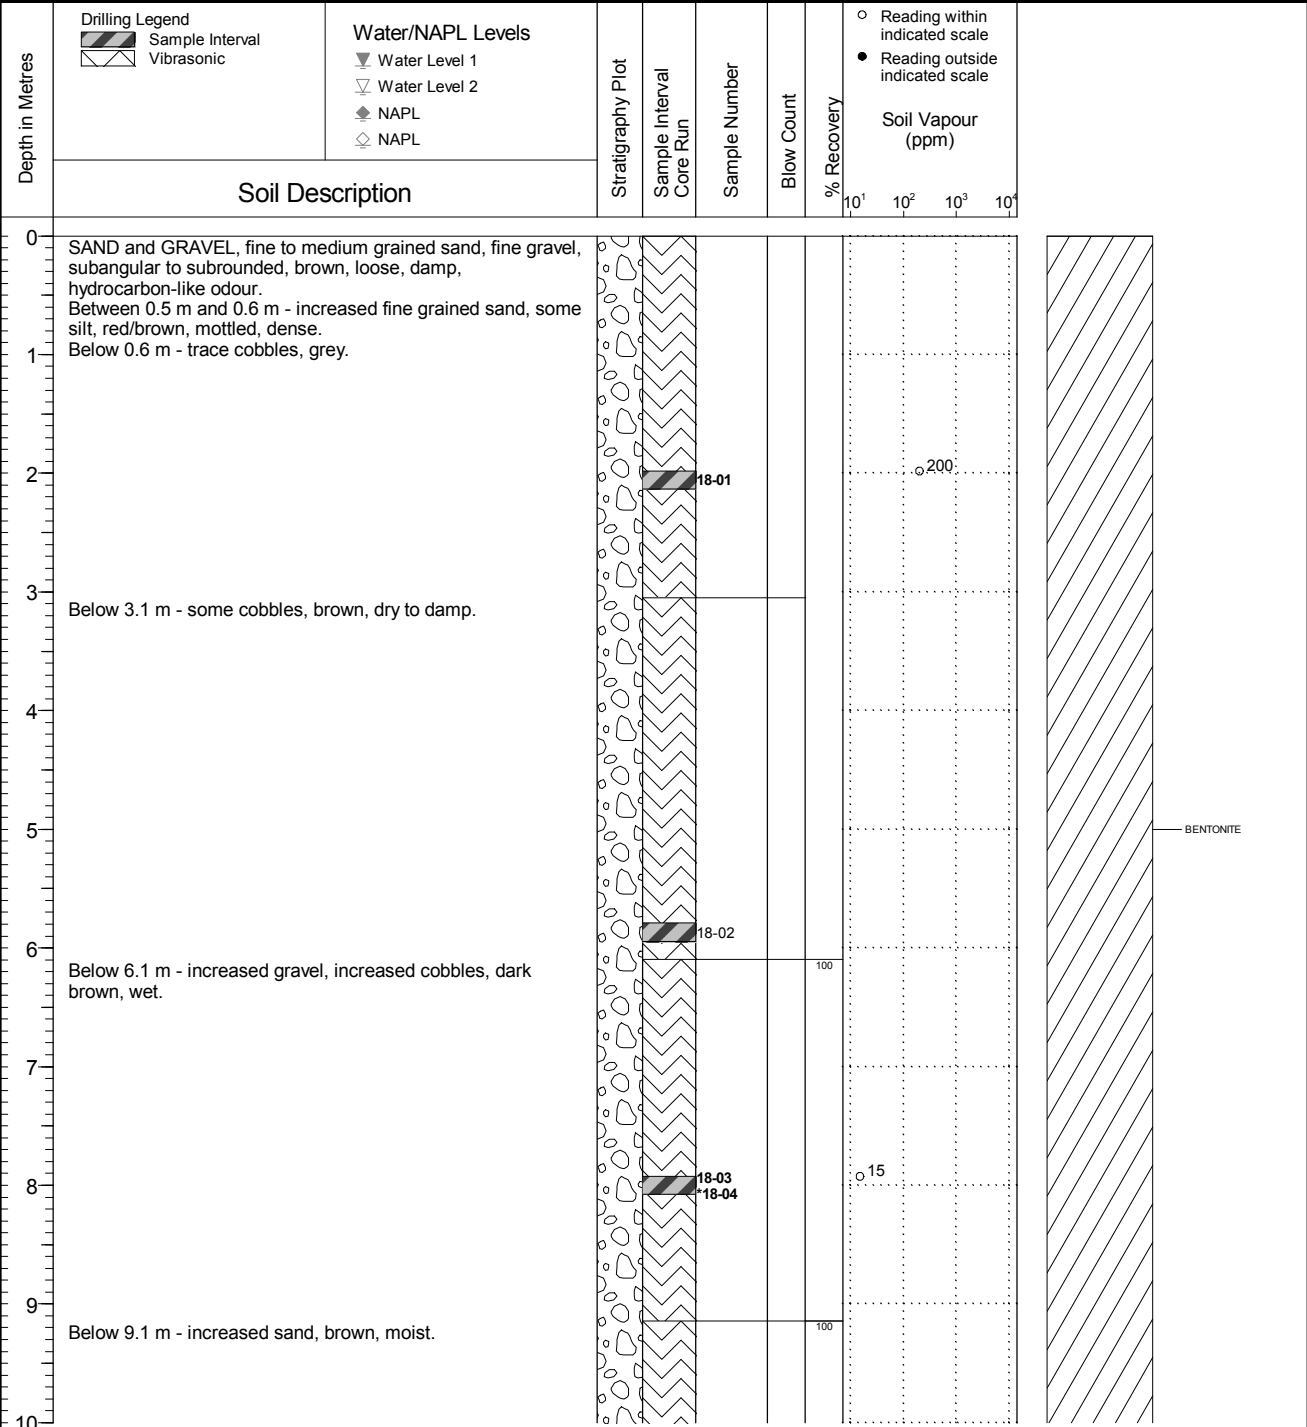 Depth in Metres
Drilling Legend
Sample Interval
Vibrasonic
Water/NAPL Levels
Water Level 1
Water Level 2
NAPL
NAPL
Soil Description
Stratigraphy Plot
Sample Interval
Core Run
Sample Number
Blow Count
% Recovery
Reading within
indicated scale
Reading outside
indicated scale
Soil Vapour
(ppm)
10¹ 10² 10³ 10⁴
0
SAND and GRAVEL, fine to medium grained sand, fine gravel,
subangular to subrounded, brown, loose, damp,
hydrocarbon-like odour.
Between 0.5 m and 0.6 m - increased fine grained sand, some
silt, red/brown, mottled, dense.
Below 0.6 m - trace cobbles, grey.
1
2
18-01
200
3
Below 3.1 m - some cobbles, brown, dry to damp.
4
5
BENTONITE
18-02
6
100
Below 6.1 m - increased gravel, increased cobbles, dark
brown, wet.
7
8
18-03
*18-04
15
9
100
Below 9.1 m - increased sand, brown, moist.
10